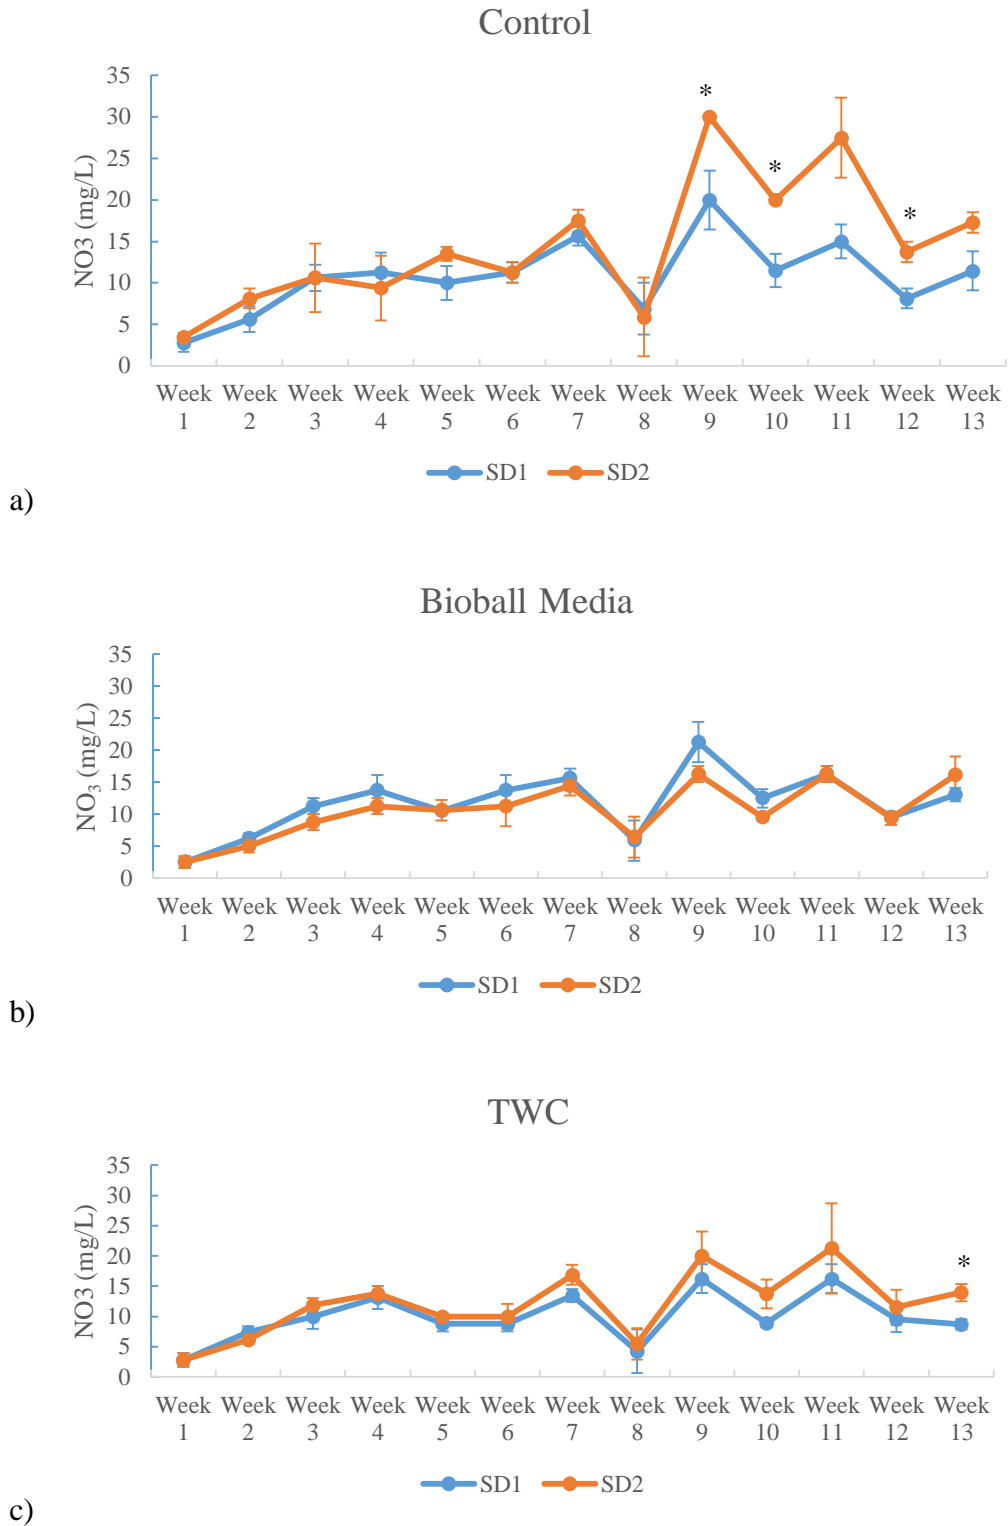 Control
35
30
25
20
15
10
5
0
NO3 (mg/L)
* * *
Week Week Week Week Week Week Week Week Week Week Week Week Week
1 2 3 4 5 6 7 8 9 10 11 12 13
SD1 SD2
a)
Bioball Media
35
30
25
20
15
10
5
0
NO₃ (mg/L)
Week Week Week Week Week Week Week Week Week Week Week Week Week
1 2 3 4 5 6 7 8 9 10 11 12 13
SD1 SD2
b)
TWC
35
30
25
20
15
10
5
0
NO3 (mg/L)
*
Week Week Week Week Week Week Week Week Week Week Week Week Week
1 2 3 4 5 6 7 8 9 10 11 12 13
SD1 SD2
c)